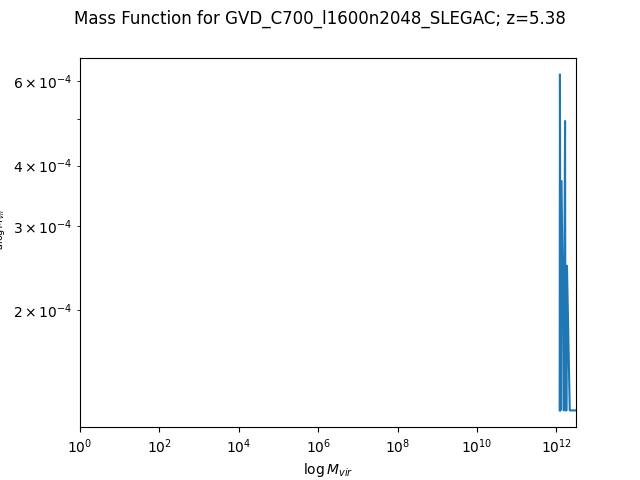 Mass Function for GVD_C700_l1600n2048_SLEGAC; z=5.38
6 × 10⁻⁴
4 × 10⁻⁴
3 × 10⁻⁴
2 × 10⁻⁴
10⁰ 10² 10⁴ 10⁶ 10⁸ 10¹⁰ 10¹²
log M_vir